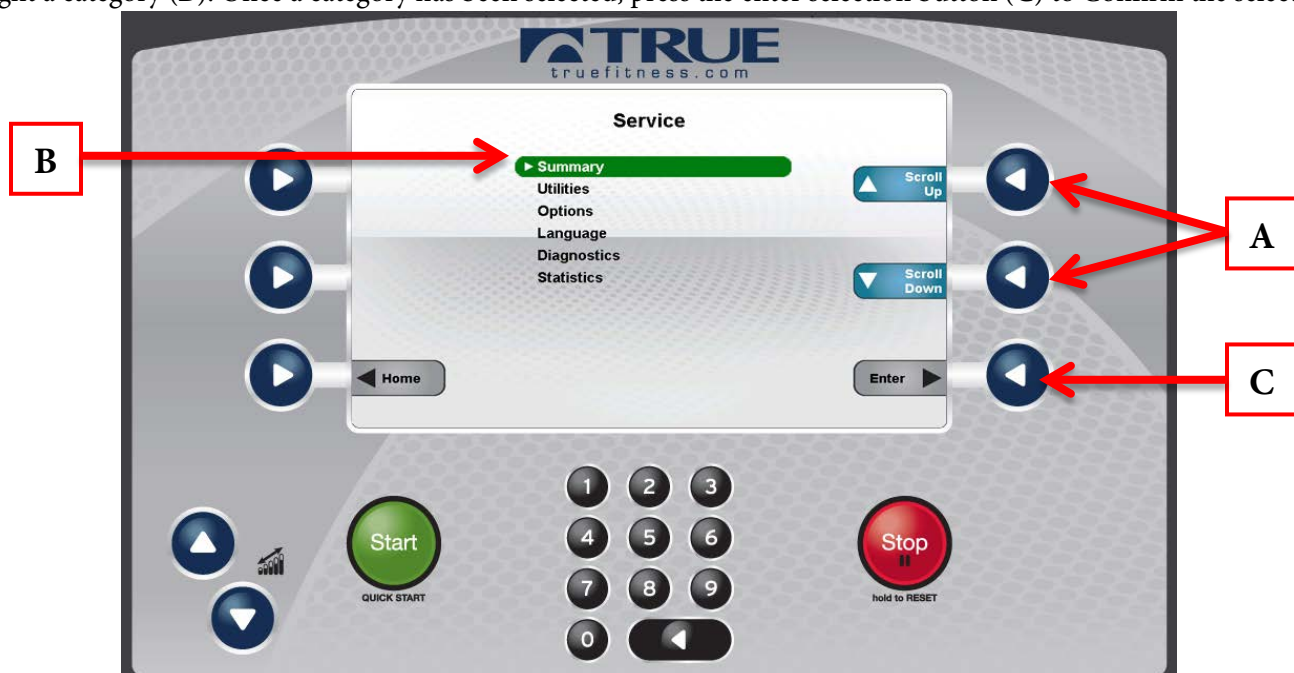 ght a category (B). Once a category has been selected, press the enter selection button (C) to Confirm the selec
TRUE
truefitness.com
Service
B
Summary
Scroll
Up
Utilities
Options
A
Language
Diagnostics
Statistics
Scroll
Down
Home
Enter
C
1 2 3
Start
4 5 6
Stop
QUICK START
7 8 9
hold to RESET
0